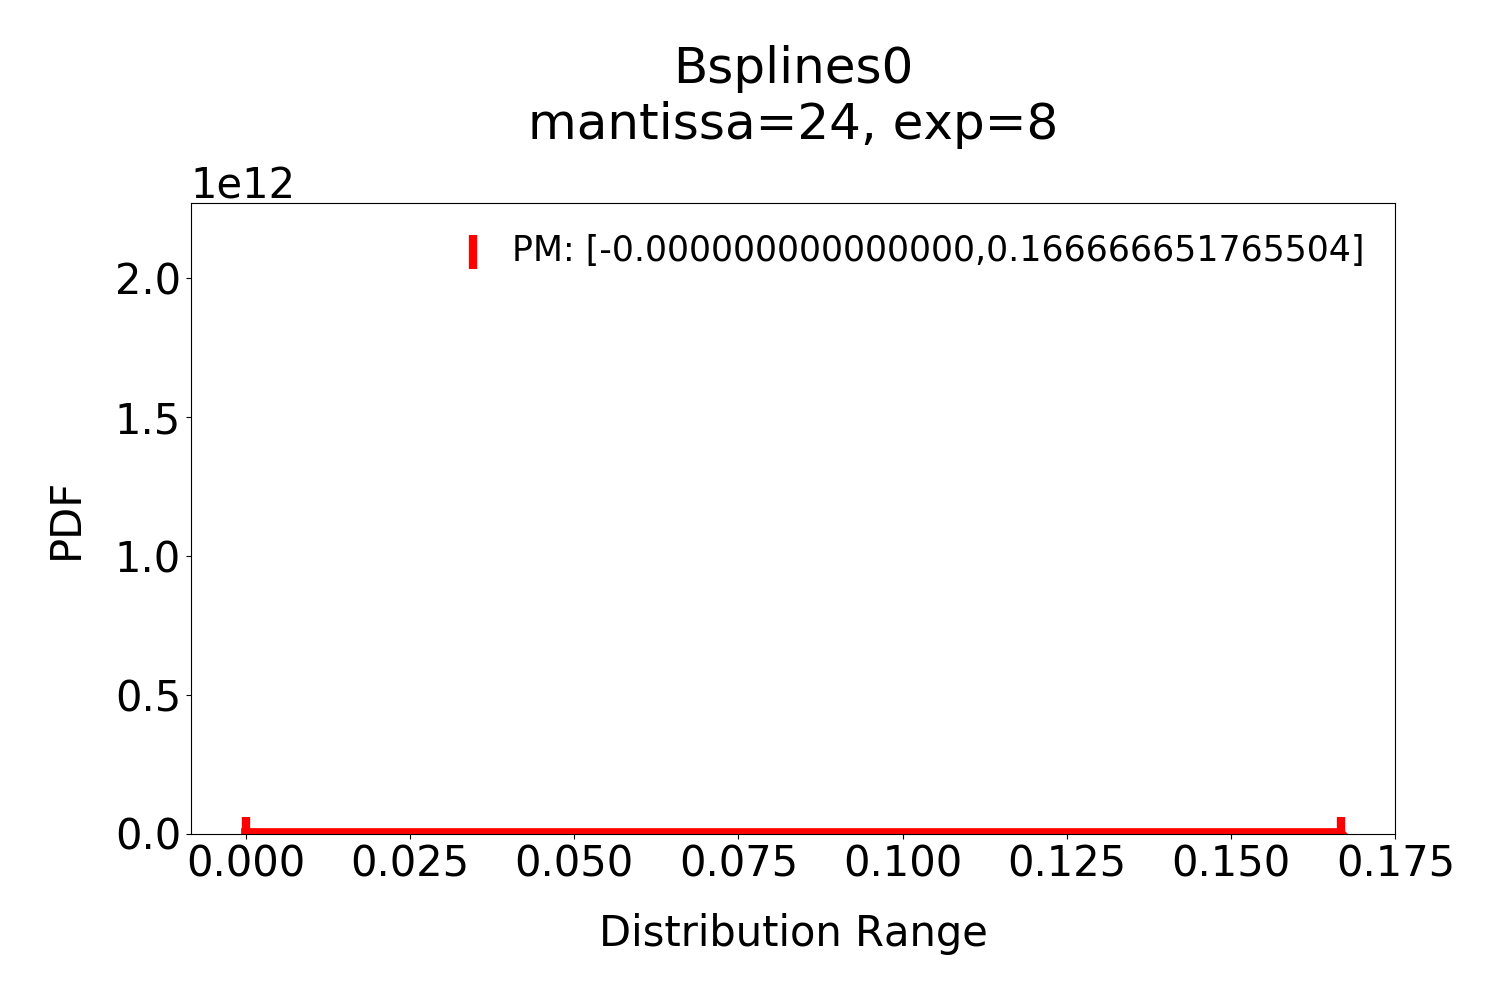 Bsplines0
mantissa=24, exp=8
1e12
PM: [-0.000000000000000,0.166666651765504]
2.0
1.5
1.0
0.5
0.0
PDF
0.000 0.025 0.050 0.075 0.100 0.125 0.150 0.175
Distribution Range